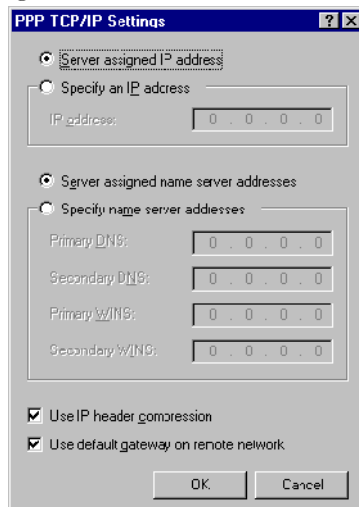 PPP TCP/IP Settings
Server assigned IP address
Specify an IP address
IP address: 0 . 0 . 0 . 0
Server assigned name server addresses
Specify name server addresses
Primary DNS: 0 . 0 . 0 . 0
Secondary DNS: 0 . 0 . 0 . 0
Primary WINS: 0 . 0 . 0 . 0
Secondary WINS: 0 . 0 . 0 . 0
Use IP header compression
Use default gateway on remote network
OK Cancel